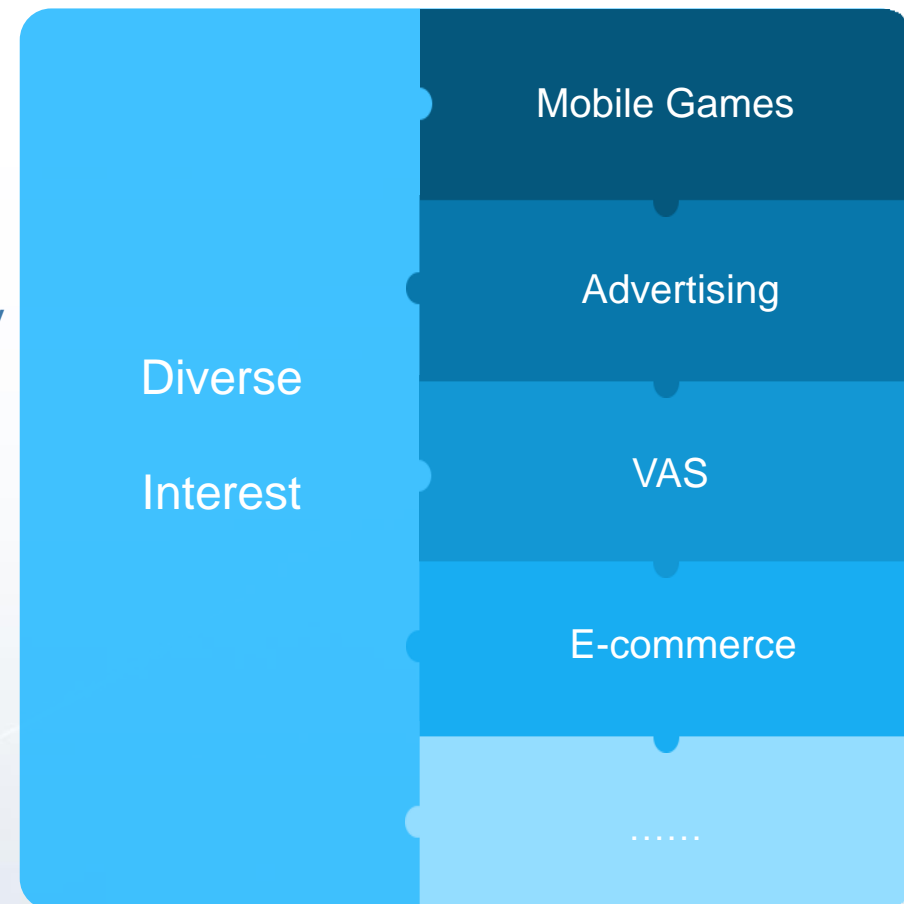 Diverse
Interest
Mobile Games
Advertising
VAS
E-commerce
......